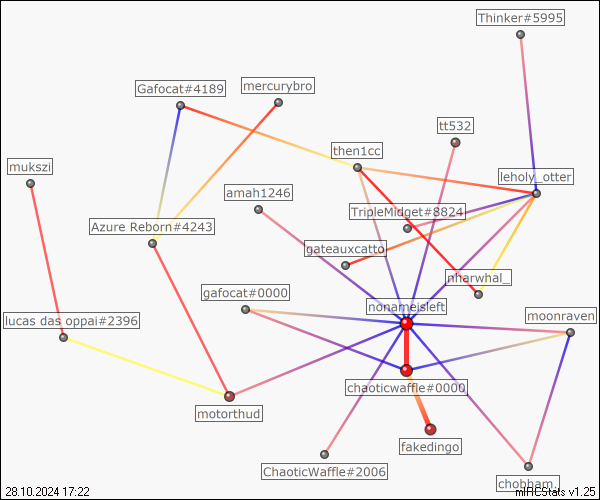 Thinker#5995
Gafocat#4189
mercurybro
tt532
then1cc
mukszi
leholy_otter
amah1246
TripleMidget#8824
Azure Reborn#4243
gateauxcatto
nharwhal_
gafocat#0000
nonameisleft
moonraven
lucas das oppai#2396
chaoticwaffle#0000
motorthud
fakedingo
ChaoticWaffle#2006
chobham.
28.10.2024 17:22
mIRCStats v1.25